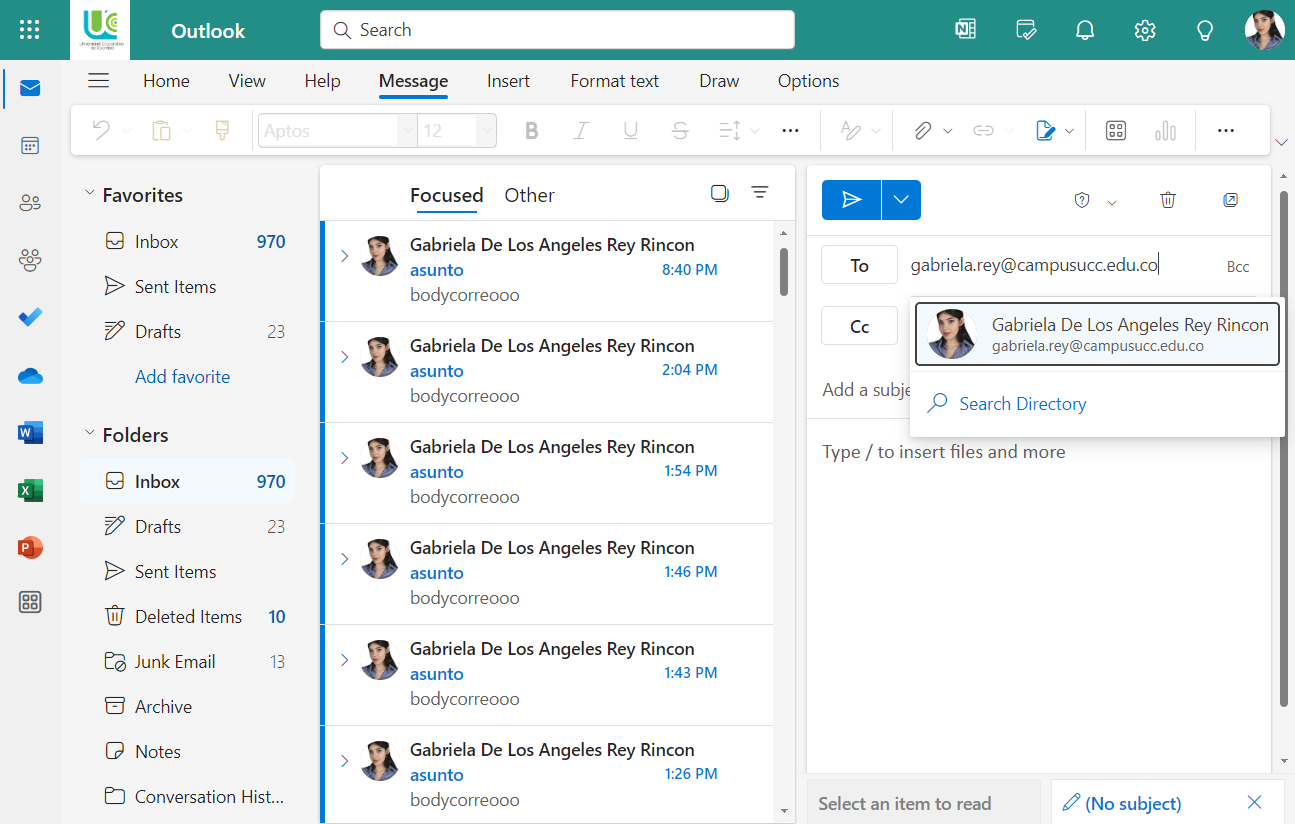 UC
Universidad Cooperativa
de Colombia
Outlook
Search
Home View Help Message Insert Format text Draw Options
Aptos 12 B I U S
Favorites
Inbox 970
Sent Items
Drafts 23
Add favorite
Folders
Inbox 970
Drafts 23
Sent Items
Deleted Items 10
Junk Email 13
Archive
Notes
Conversation Hist...
Focused Other
Gabriela De Los Angeles Rey Rincon
asunto 8:40 PM
bodycorreooo
Gabriela De Los Angeles Rey Rincon
asunto 2:04 PM
bodycorreooo
Gabriela De Los Angeles Rey Rincon
asunto 1:54 PM
bodycorreooo
Gabriela De Los Angeles Rey Rincon
asunto 1:46 PM
bodycorreooo
Gabriela De Los Angeles Rey Rincon
asunto 1:43 PM
bodycorreooo
Gabriela De Los Angeles Rey Rincon
asunto 1:26 PM
bodycorreooo
To gabriela.rey@campusucc.edu.co Bcc
Cc
Gabriela De Los Angeles Rey Rincon
gabriela.rey@campusucc.edu.co
Search Directory
Add a subje
Type / to insert files and more
Select an item to read
(No subject)